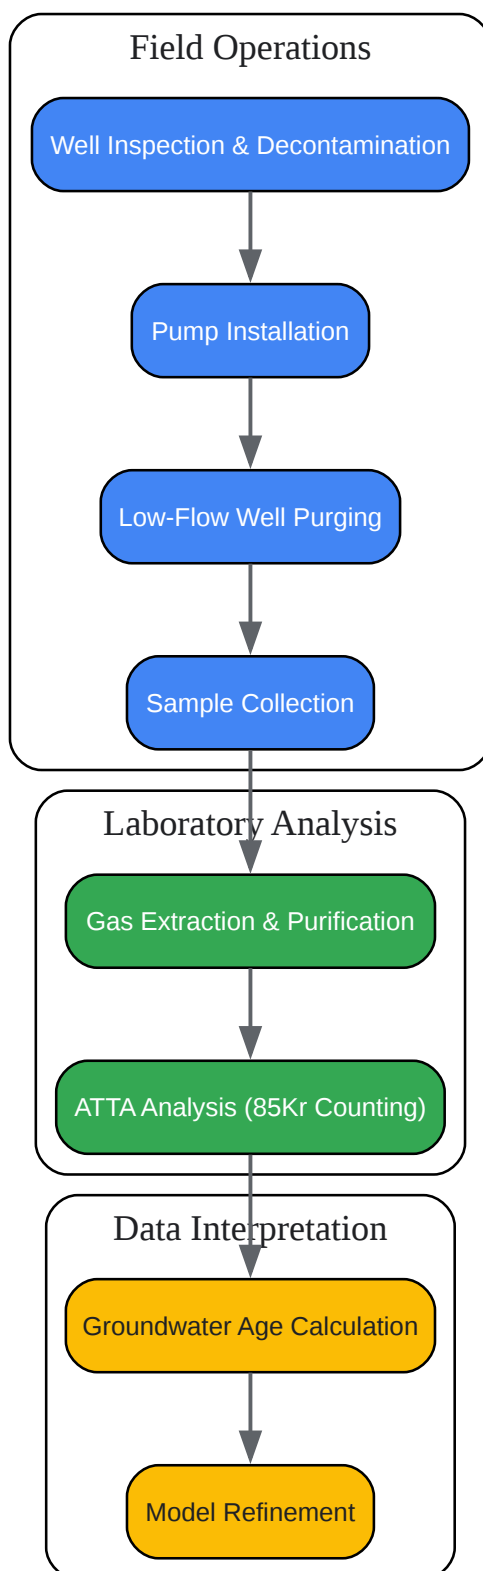 Field Operations
Well Inspection & Decontamination
Pump Installation
Low-Flow Well Purging
Sample Collection
Laboratory Analysis
Gas Extraction & Purification
ATTA Analysis (85Kr Counting)
Data Interpretation
Groundwater Age Calculation
Model Refinement